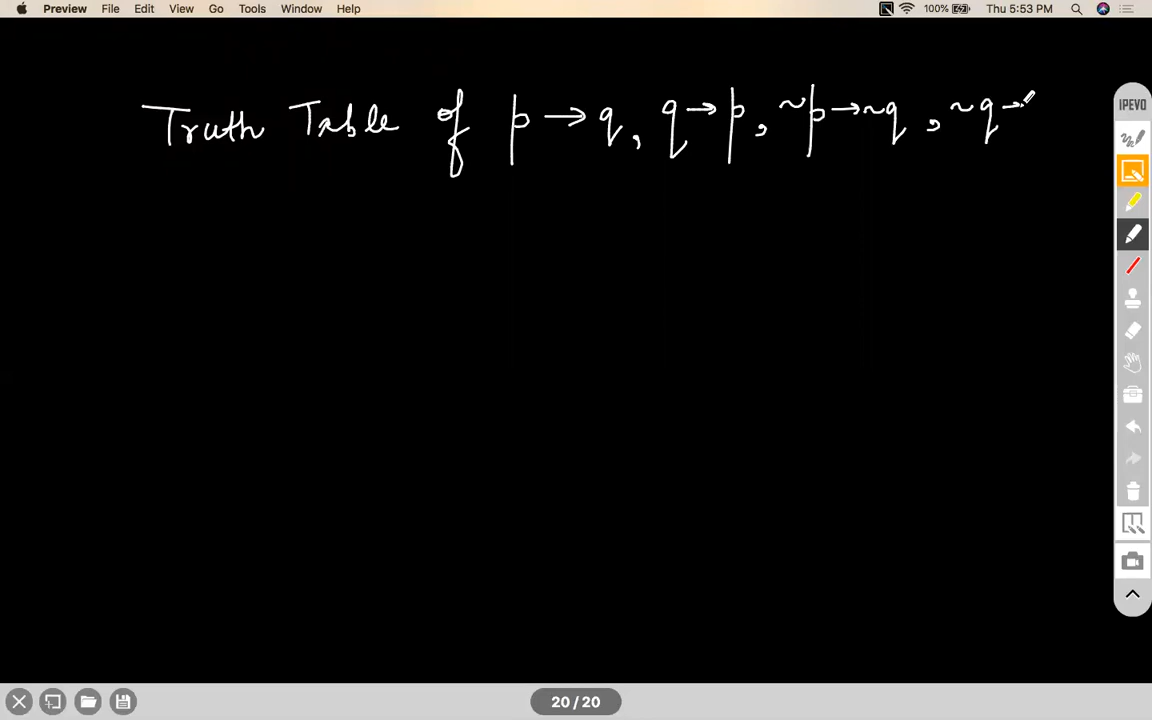 Preview File Edit View Go Tools Window Help 100% Thu 5:53 PM
Truth Table of p → q, q → p, ~p → ~q, ~q →
IPEVO
20 / 20